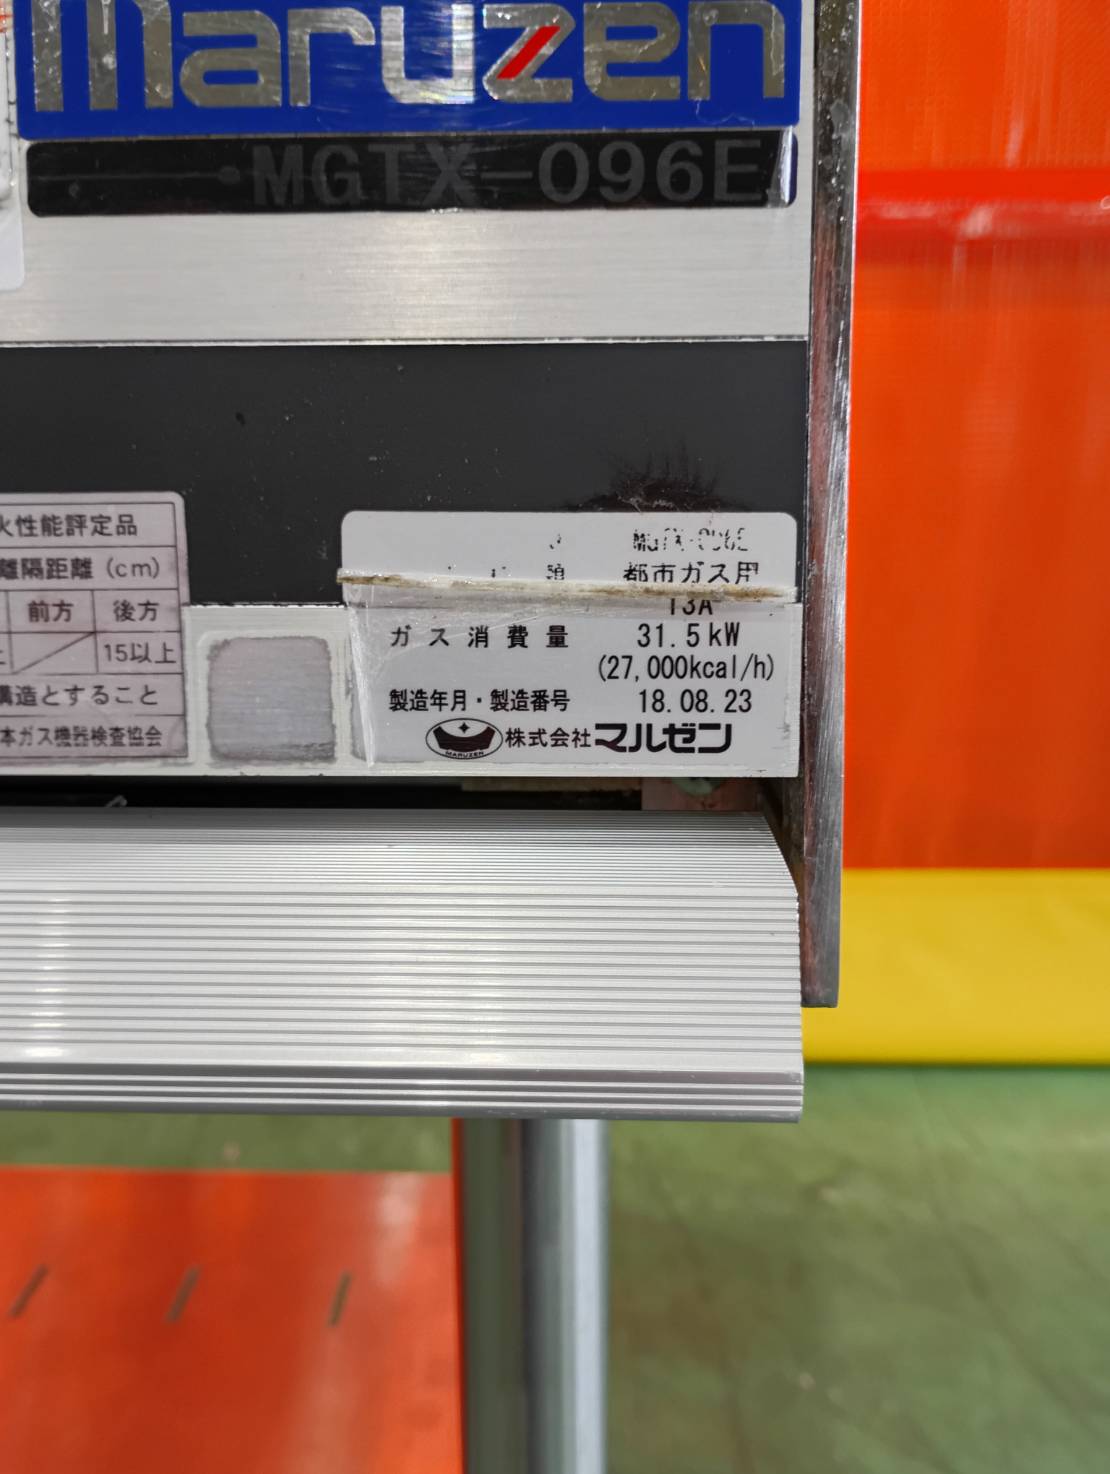 maruzen
MGTX-096E
火性能評定品
離隔距離(cm)
前方 後方
15以上
構造とすること
本ガス機器検査協会
MGTX-096E
都市ガス用
13A
ガス消費量 31.5kW
(27,000kcal/h)
製造年月・製造番号 18.08.23
MARUZEN 株式会社マルゼン